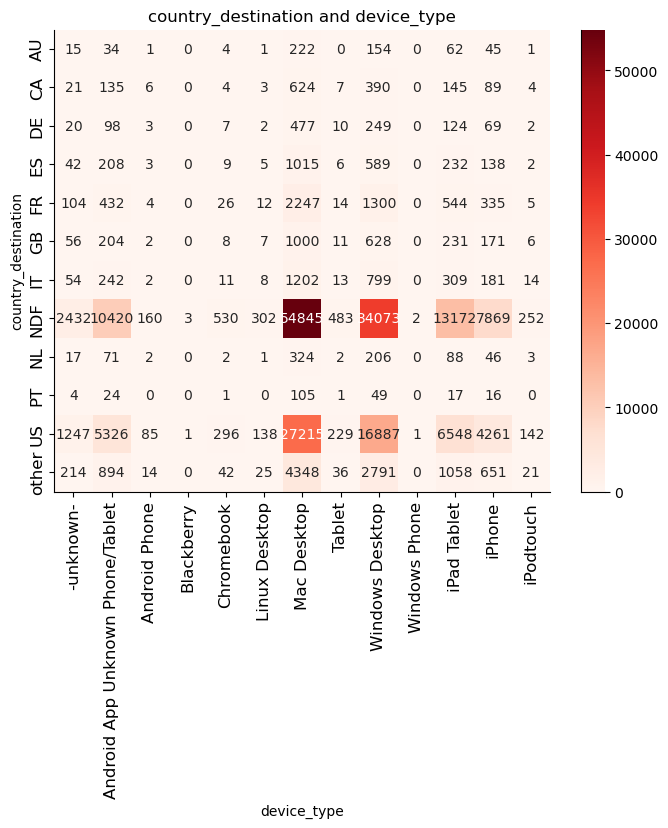 country_destination and device_type
country_destination
AU 15 34 1 0 4 1 222 0 154 0 62 45 1
CA 21 135 6 0 4 3 624 7 390 0 145 89 4
DE 20 98 3 0 7 2 477 10 249 0 124 69 2
ES 42 208 3 0 9 5 1015 6 589 0 232 138 2
FR 104 432 4 0 26 12 2247 14 1300 0 544 335 5
GB 56 204 2 0 8 7 1000 11 628 0 231 171 6
IT 54 242 2 0 11 8 1202 13 799 0 309 181 14
NDF 2432 10420 160 3 530 302 54845 483 34073 2 13172 7869 252
NL 17 71 2 0 2 1 324 2 206 0 88 46 3
PT 4 24 0 0 1 0 105 1 49 0 17 16 0
US 1247 5326 85 1 296 138 27215 229 16887 1 6548 4261 142
other 214 894 14 0 42 25 4348 36 2791 0 1058 651 21
-unknown-
Android App Unknown Phone/Tablet
Android Phone
Blackberry
Chromebook
Linux Desktop
Mac Desktop
Tablet
Windows Desktop
Windows Phone
iPad Tablet
iPhone
iPodtouch
device_type
50000
40000
30000
20000
10000
0